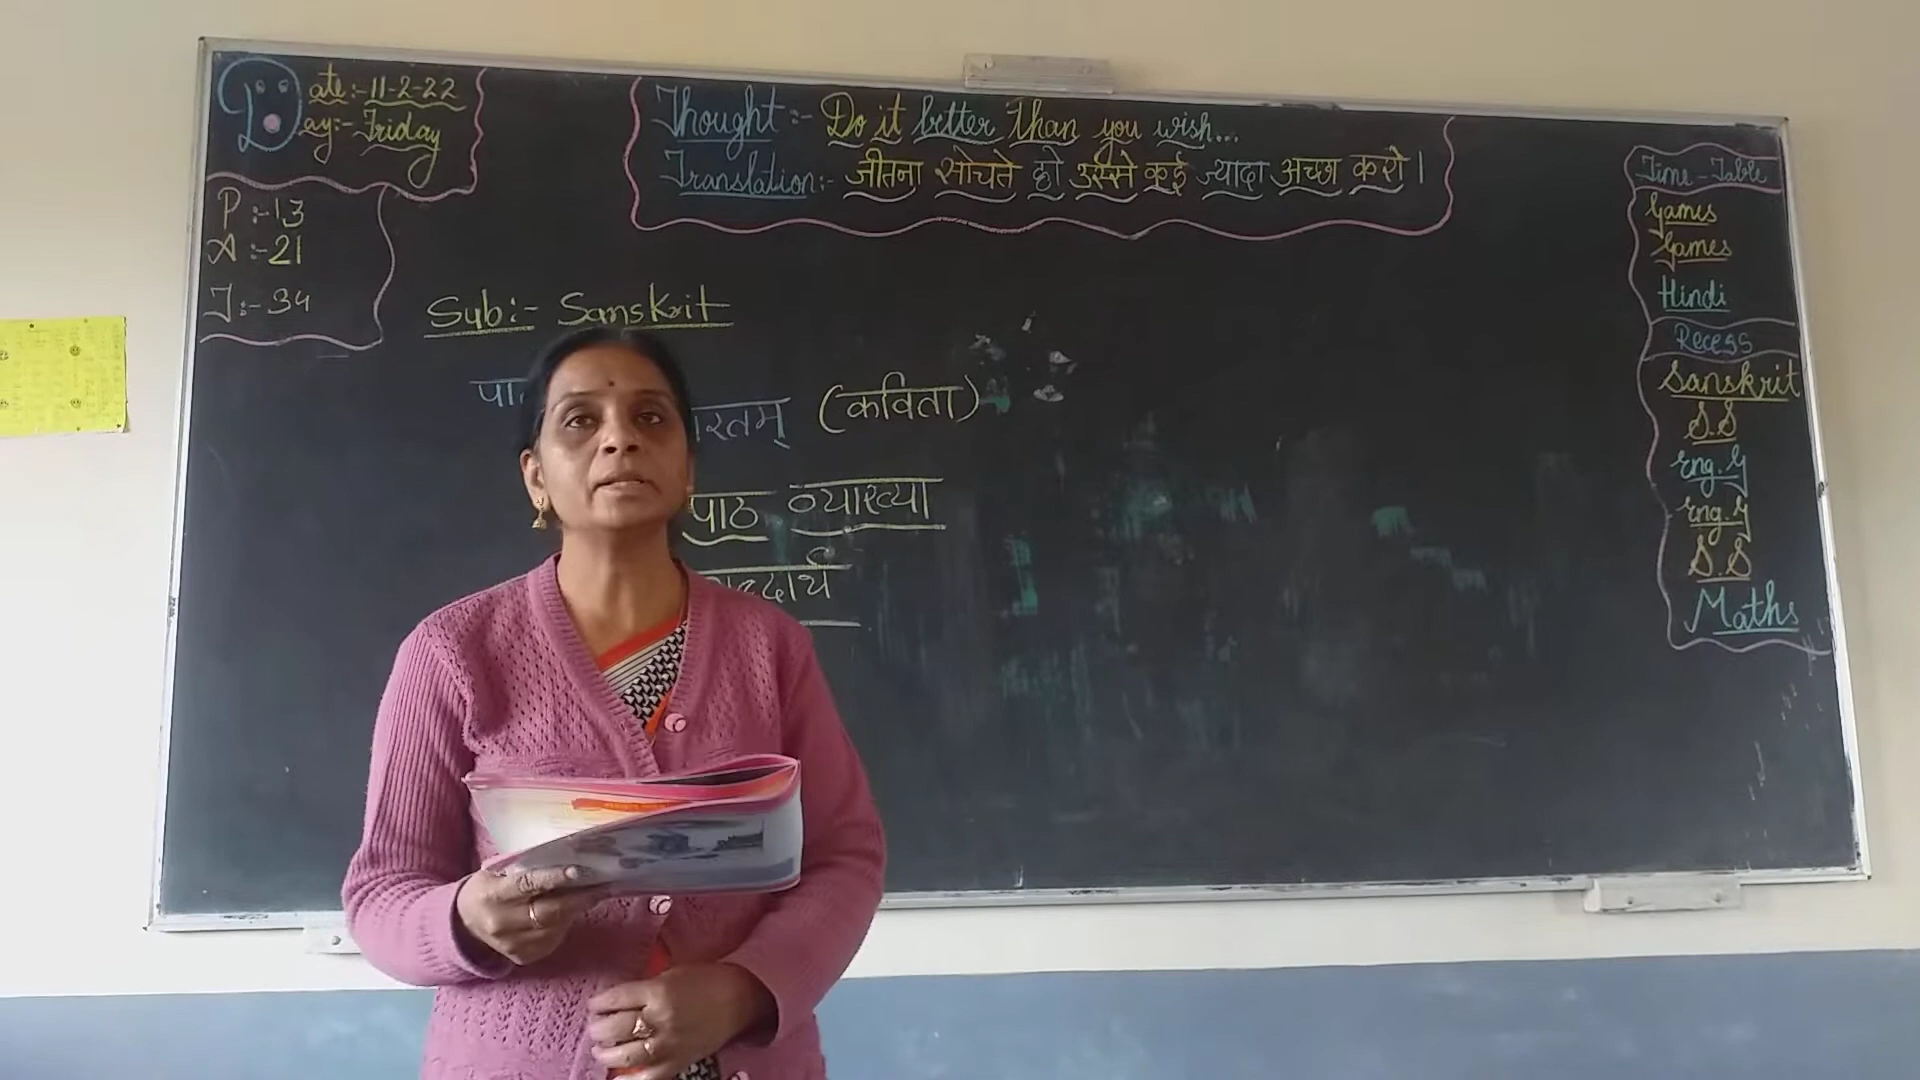 Date:- 11-2-22
Day:- Friday
P :- 13
A :- 21
T :- 34
Thought :- Do it better than you wish...
Translation:- जीतना सोचते हो उससे कई ज्यादा अच्छा करो ।
Sub:- Sanskrit
(कविता)
पाठ व्याख्या
Time-Table
Games
Games
Hindi
Recess
Sanskrit
S.S
Eng.G
Eng.G
S.S
Maths